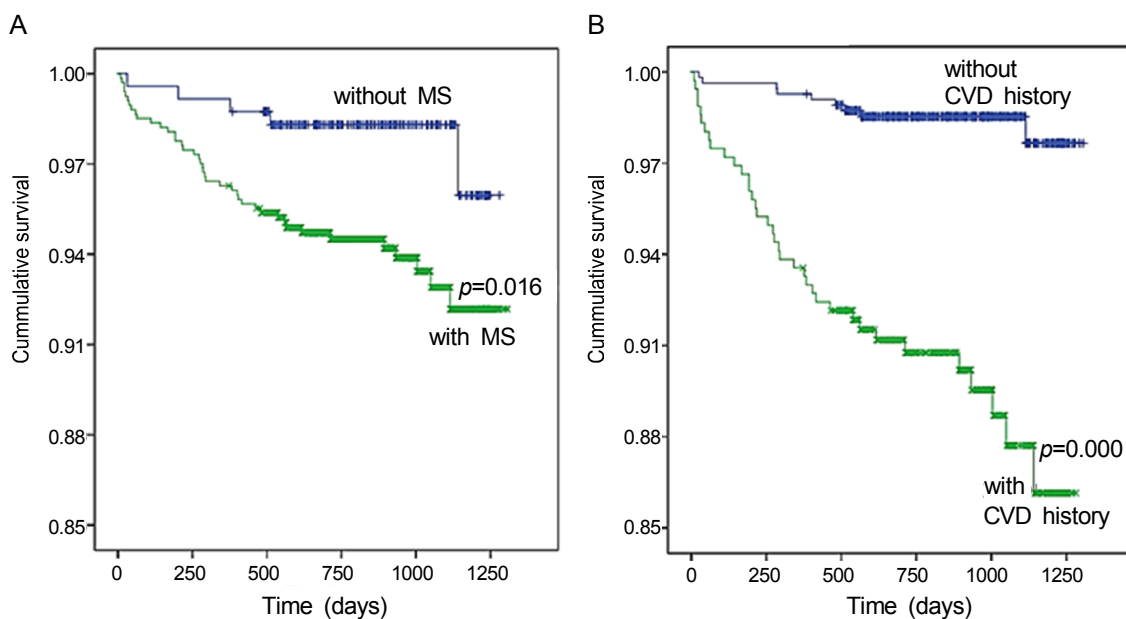 A
Cummulative survival
1.00
0.97
0.94
0.91
0.88
0.85
without MS
p=0.016
with MS
0 250 500 750 1000 1250
Time (days)
B
Cummulative survival
1.00
0.97
0.94
0.91
0.88
0.85
without
CVD history
p=0.000
with
CVD history
0 250 500 750 1000 1250
Time (days)